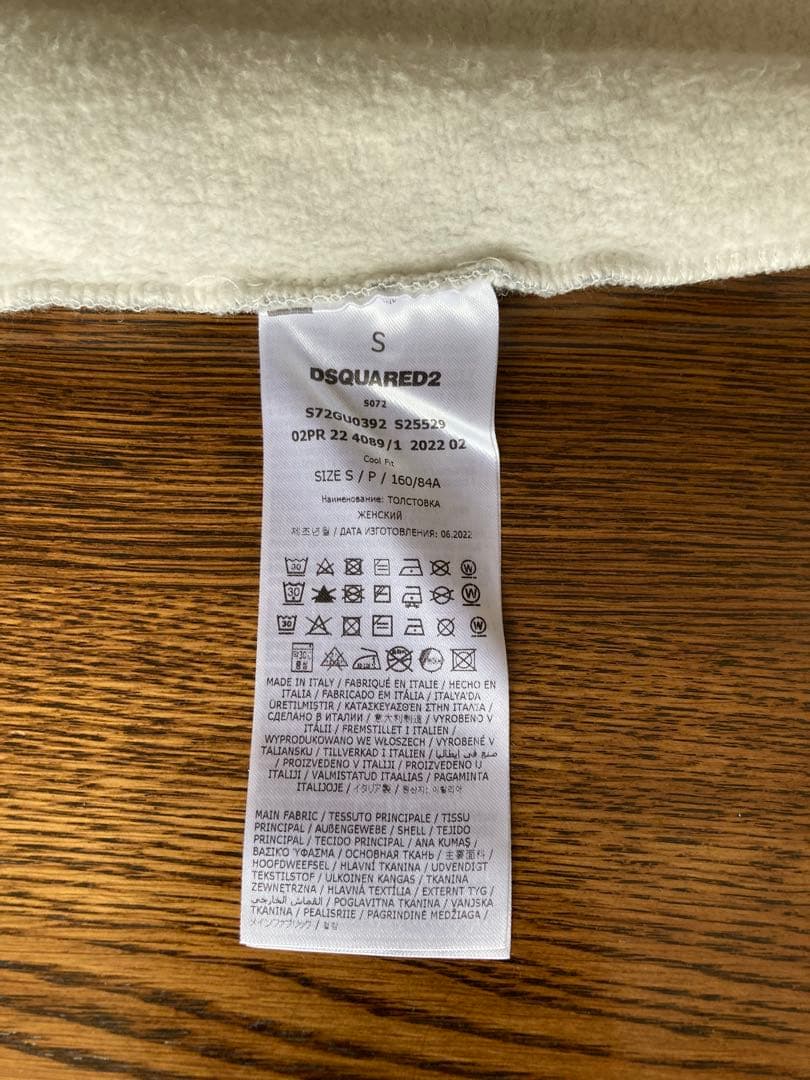 S
DSQUARED2
S072
S72GU0392 S25529
02PR 22 4089/1 2022 02
Cool Fit
SIZE S / P / 160/84A
Наименование: ТОЛСТОВКА
ЖЕНСКИЙ
제조년월 / ДАТА ИЗГОТОВЛЕНИЯ: 06.2022
30 W
30 W
30 W
MADE IN ITALY / FABRIQUÉ EN ITALIE / HECHO EN
ITALIA / FABRICADO EM ITÁLIA / ITALYA'DA
ÜRETILMIŞTIR / ΚΑΤΑΣΚΕΥΑΣΘΕΝ ΣΤΗΝ ΙΤΑΛΙΑ /
СДЕЛАНО В ИТАЛИИ / 意大利制造 / VYROBENO V
ITÁLII / FREMSTILLET I ITALIEN /
WYPRODUKOWANO WE WŁOSZECH / VYROBENÉ V
TALIANSKU / TILLVERKAD I ITALIEN / صنع في إيطاليا
/ PROIZVEDENO V ITALIJI / PROIZVEDENO U
ITALIJI / VALMISTATUD ITAALIAS / PAGAMINTA
ITALIJOJE / イタリア製 / 원산지: 이탈리아
MAIN FABRIC / TESSUTO PRINCIPALE / TISSU
PRINCIPAL / AUßENGEWEBE / SHELL / TEJIDO
PRINCIPAL / TECIDO PRINCIPAL / ANA KUMAŞ /
ΒΑΣΙΚΟ ΎΦΑΣΜΑ / ОСНОВНАЯ ТКАНЬ / 主要面料 /
HOOFDWEEFSEL / HLAVNÍ TKANINA / UDVENDIGT
TEKSTILSTOF / ULKOINEN KANGAS / TKANINA
ZEWNĘTRZNA / HLAVNÁ TEXTÍLIA / EXTERNT TYG /
القماش الخارجي / POGLAVITNA TKANINA / VANJSKA
TKANINA / PEALISRIIE / PAGRINDINĖ MEDŽIAGA /
メインファブリック / 겉감